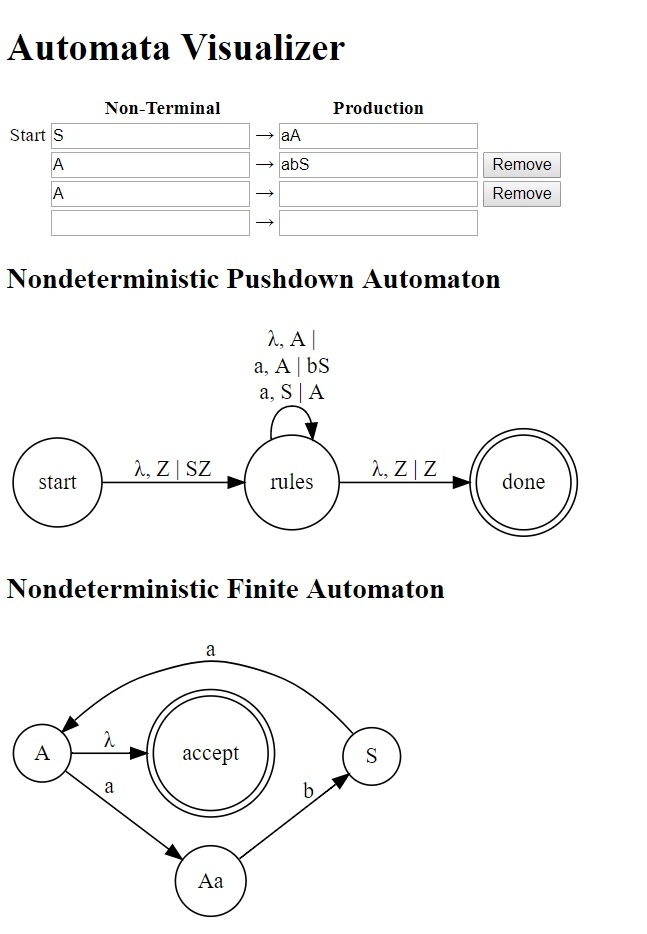 Automata Visualizer
Non-Terminal Production
Start S → aA
A → abS Remove
A → Remove
→
Nondeterministic Pushdown Automaton
λ, A |
a, A | bS
a, S | A
start λ, Z | SZ rules λ, Z | Z done
Nondeterministic Finite Automaton
a
λ
A accept S
a b
Aa